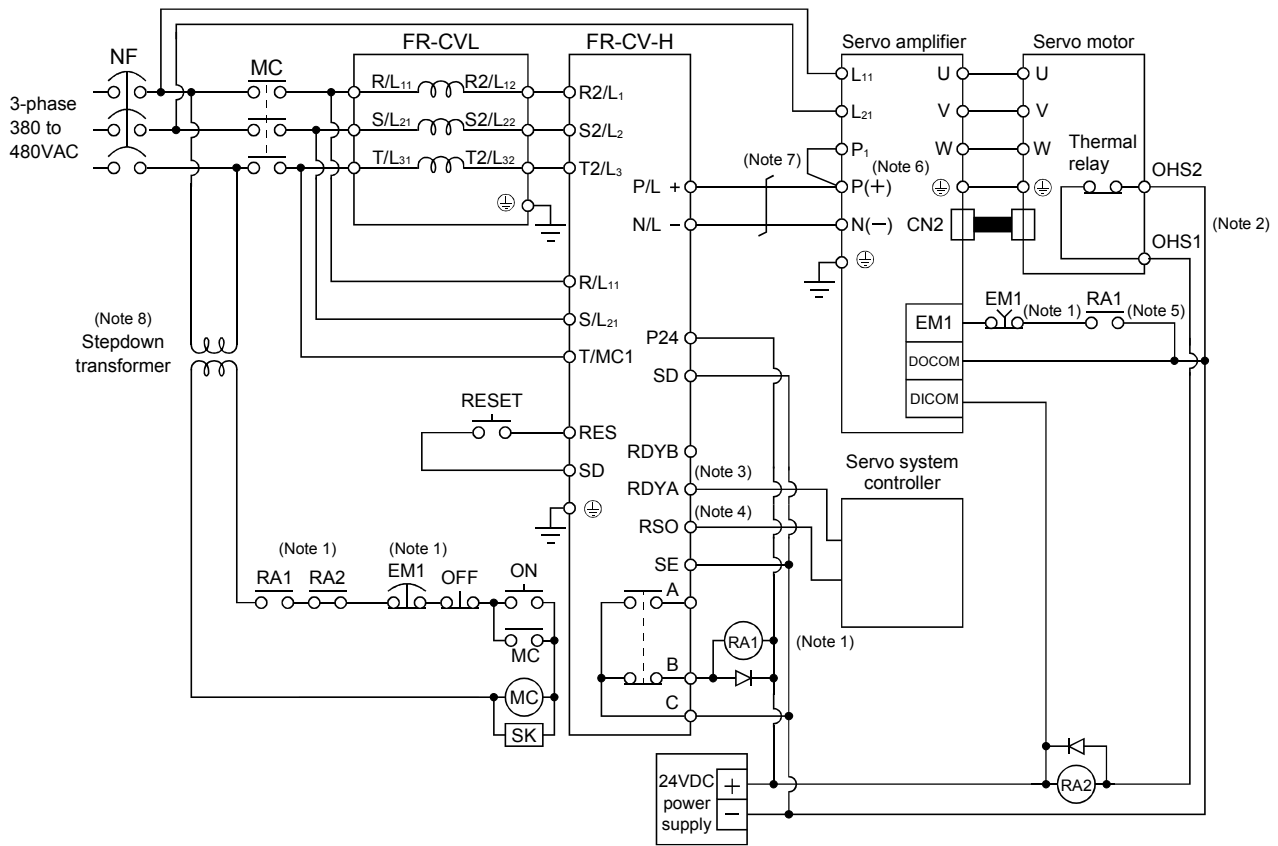 FR-CVL
FR-CV-H
Servo amplifier
Servo motor
NF
MC
3-phase
380 to
480VAC
R/L11
R2/L12
S/L21
S2/L22
T/L31
T2/L32
R2/L1
S2/L2
T2/L3
P/L +
N/L −
(Note 7)
L11
L21
P1
P(+)
(Note 6)
N(−)
U
V
W
CN2
U
V
W
Thermal
relay
OHS2
OHS1
(Note 2)
R/L11
S/L21
T/MC1
(Note 8)
Stepdown
transformer
P24
SD
EM1
DOCOM
DICOM
EM1
(Note 1)
RA1
(Note 5)
RESET
RES
SD
RDYB
RDYA
(Note 3)
RSO
(Note 4)
SE
Servo system
controller
(Note 1)
RA1
RA2
(Note 1)
EM1
OFF
ON
MC
MC
SK
A
B
C
RA1
(Note 1)
24VDC
power
supply
+
−
RA2